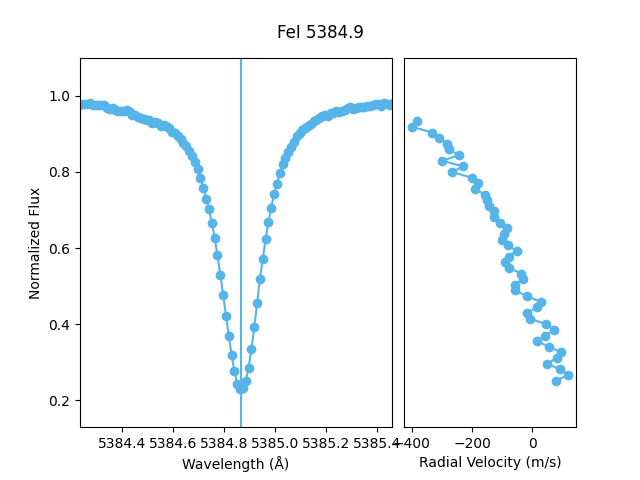 FeI 5384.9
Normalized Flux
1.0
0.8
0.6
0.4
0.2
5384.4 5384.6 5384.8 5385.0 5385.2 5385.4
Wavelength (Å)
−400 −200 0
Radial Velocity (m/s)